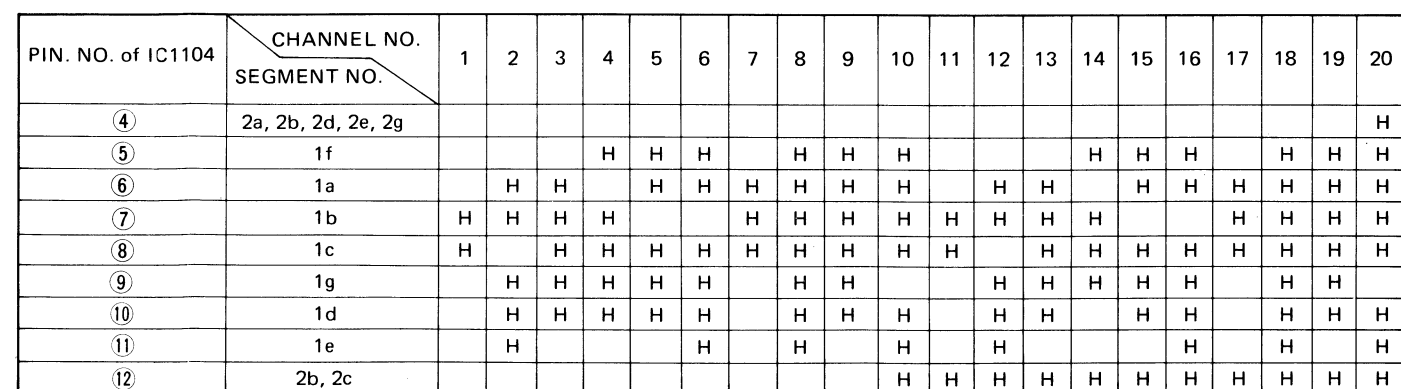 PIN. NO. of IC1104 CHANNEL NO. 1 2 3 4 5 6 7 8 9 10 11 12 13 14 15 16 17 18 19 20
SEGMENT NO.
④ 2a, 2b, 2d, 2e, 2g H
⑤ 1f H H H H H H H H H H H H
⑥ 1a H H H H H H H H H H H H H H H H
⑦ 1b H H H H H H H H H H H H H H H H
⑧ 1c H H H H H H H H H H H H H H H H H H
⑨ 1g H H H H H H H H H H H H H H
⑩ 1d H H H H H H H H H H H H H H H
⑪ 1e H H H H H H H H
⑫ 2b, 2c H H H H H H H H H H H